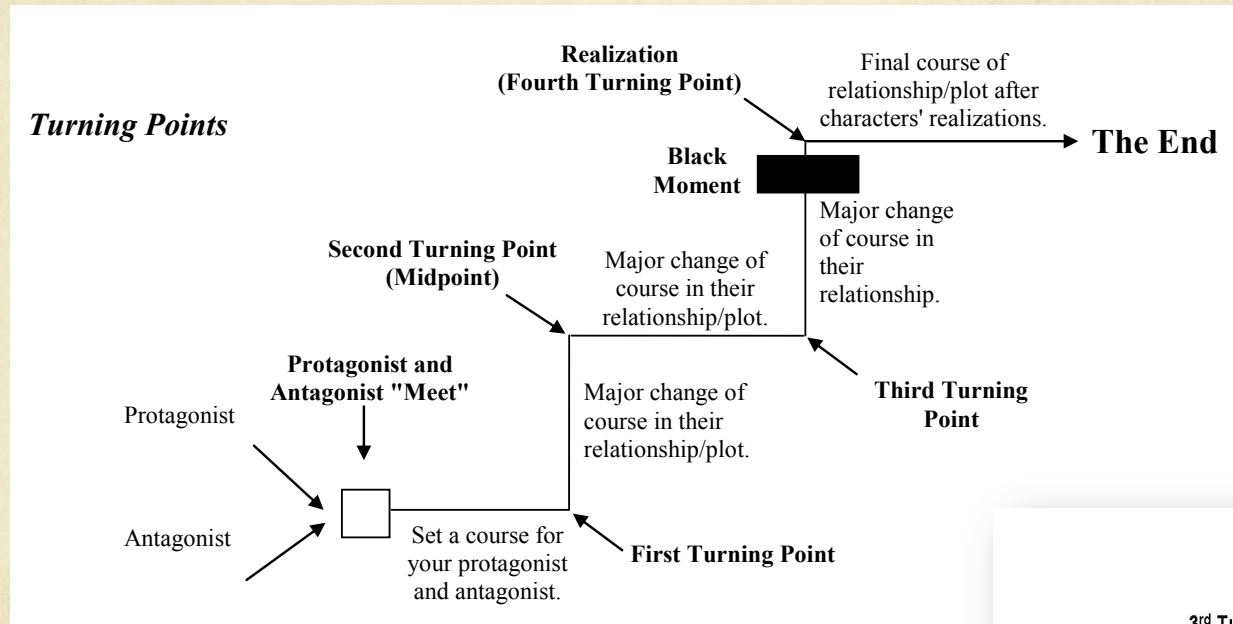 Turning Points
Realization
(Fourth Turning Point)
Final course of
relationship/plot after
characters' realizations.
The End
Black
Moment
Major change
of course in
their
relationship.
Second Turning Point
(Midpoint)
Major change of
course in their
relationship/plot.
Third Turning
Point
Protagonist and
Antagonist "Meet"
Major change of
course in their
relationship/plot.
Protagonist
Antagonist
Set a course for
your protagonist
and antagonist.
First Turning Point
3rd